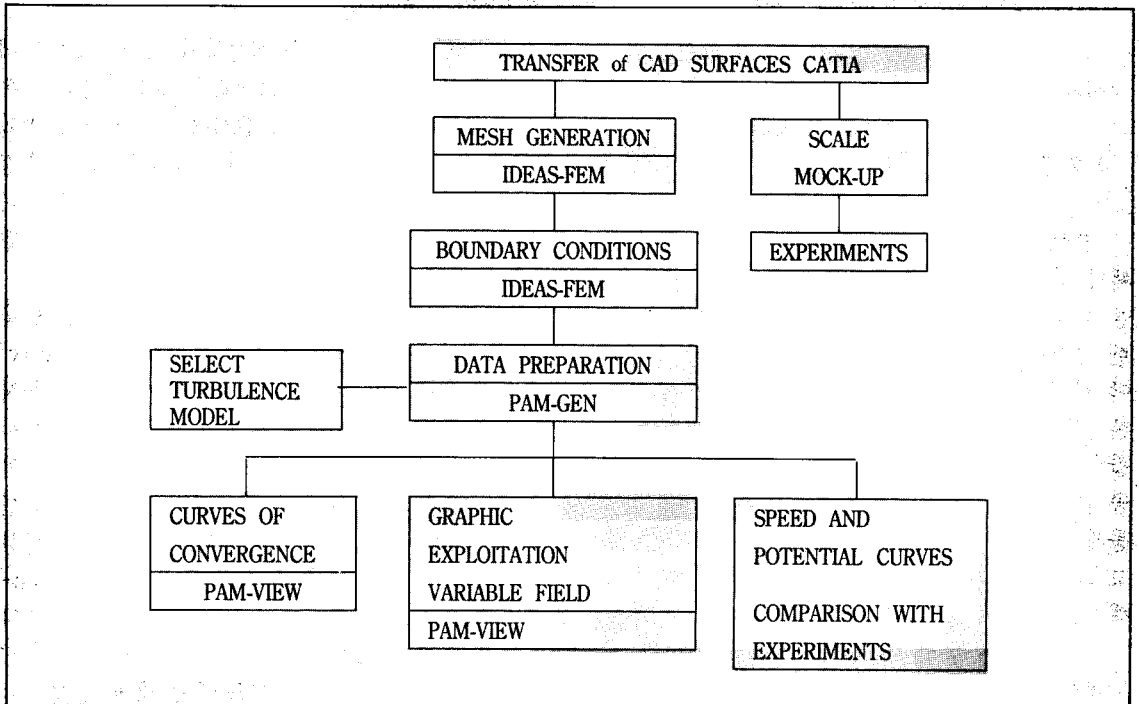 TRANSFER of CAD SURFACES CATIA
MESH GENERATION
IDEAS-FEM
SCALE
MOCK-UP
BOUNDARY CONDITIONS
IDEAS-FEM
EXPERIMENTS
SELECT
TURBULENCE
MODEL
DATA PREPARATION
PAM-GEN
CURVES OF
CONVERGENCE
PAM-VIEW
GRAPHIC
EXPLOITATION
VARIABLE FIELD
PAM-VIEW
SPEED AND
POTENTIAL CURVES
COMPARISON WITH
EXPERIMENTS